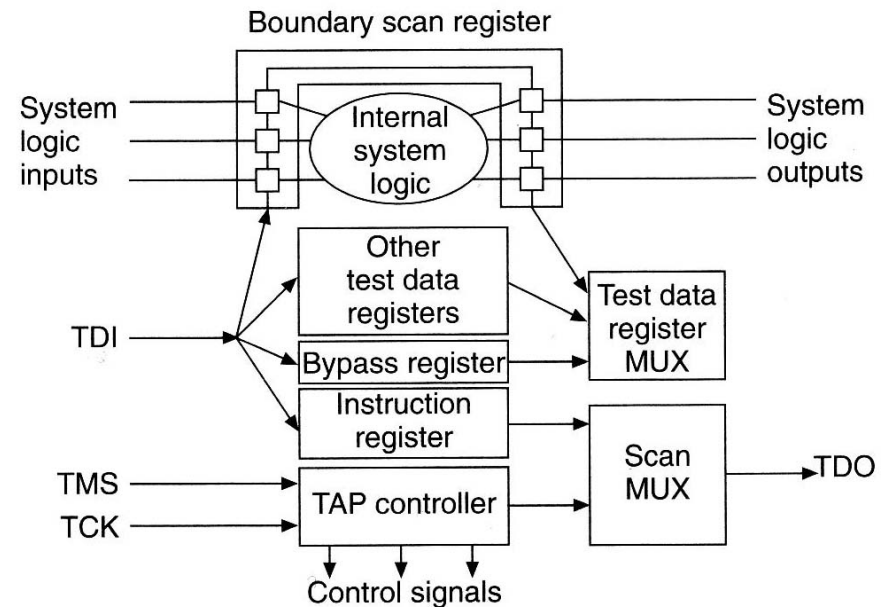 Boundary scan register
System
logic
inputs
Internal
system
logic
System
logic
outputs
Other
test data
registers
Test data
register
MUX
TDI
Bypass register
Instruction
register
Scan
MUX
TDO
TMS
TCK
TAP controller
Control signals